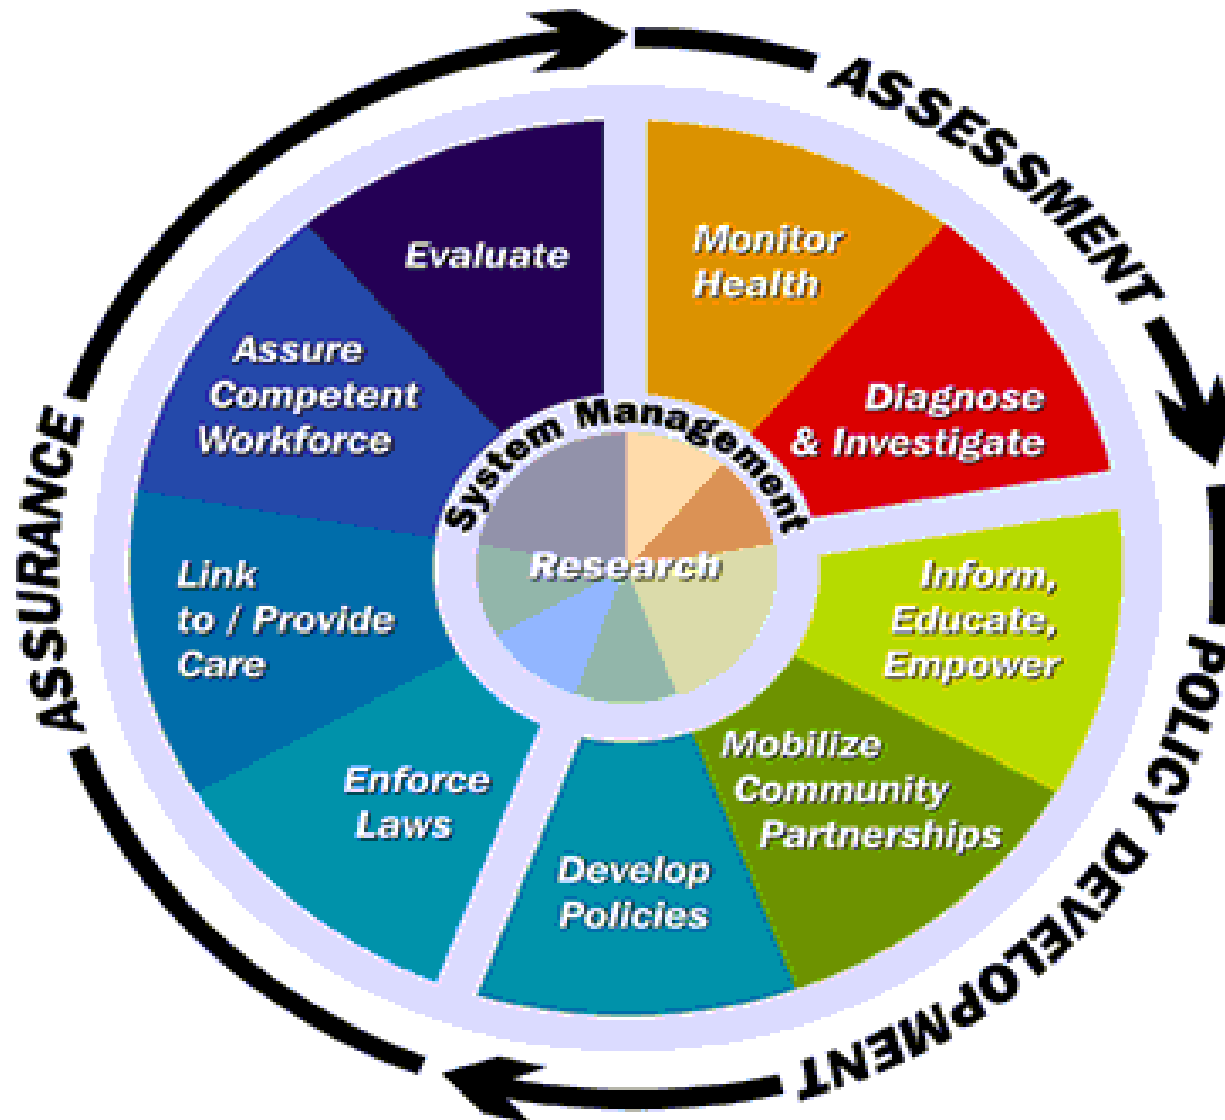 ASSESSMENT
Monitor
Health
Diagnose
& Investigate
POLICY DEVELOPMENT
Inform,
Educate,
Empower
Mobilize
Community
Partnerships
Develop
Policies
ASSURANCE
Enforce
Laws
Link
to / Provide
Care
Assure
Competent
Workforce
Evaluate
System Management
Research